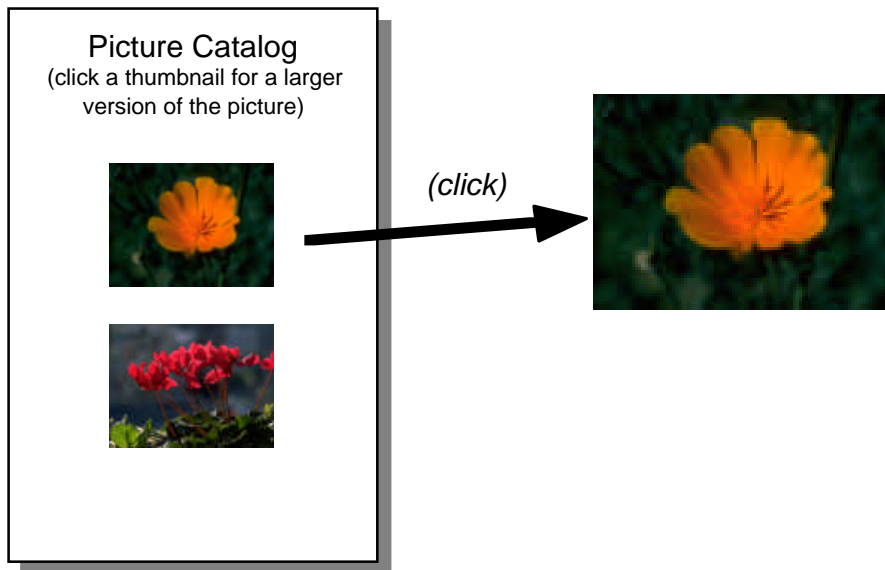 Picture Catalog
(click a thumbnail for a larger
version of the picture)
(click)